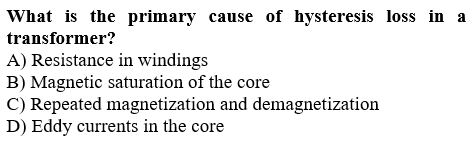 What is the primary cause of hysteresis loss in a
transformer?
A) Resistance in windings
B) Magnetic saturation of the core
C) Repeated magnetization and demagnetization
D) Eddy currents in the core